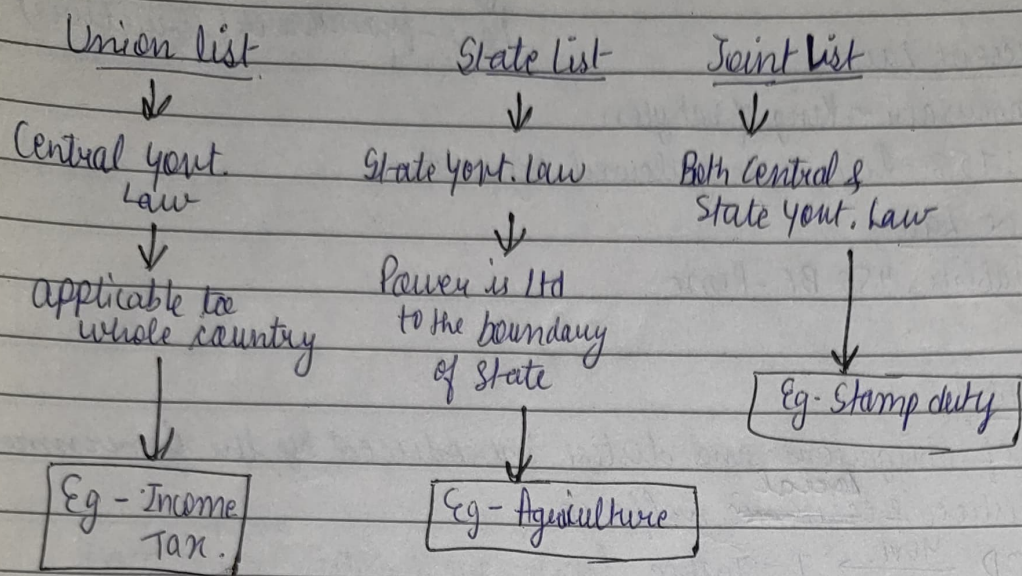 Union list
↓
Central govt.
Law
↓
applicable to
whole country
↓
Eg - Income
Tax.
State List
↓
State govt. Law
↓
Power is ltd
to the boundary
of State
↓
Eg - Agriculture
Joint List
↓
Both Central &
State govt. Law
↓
Eg - Stamp duty